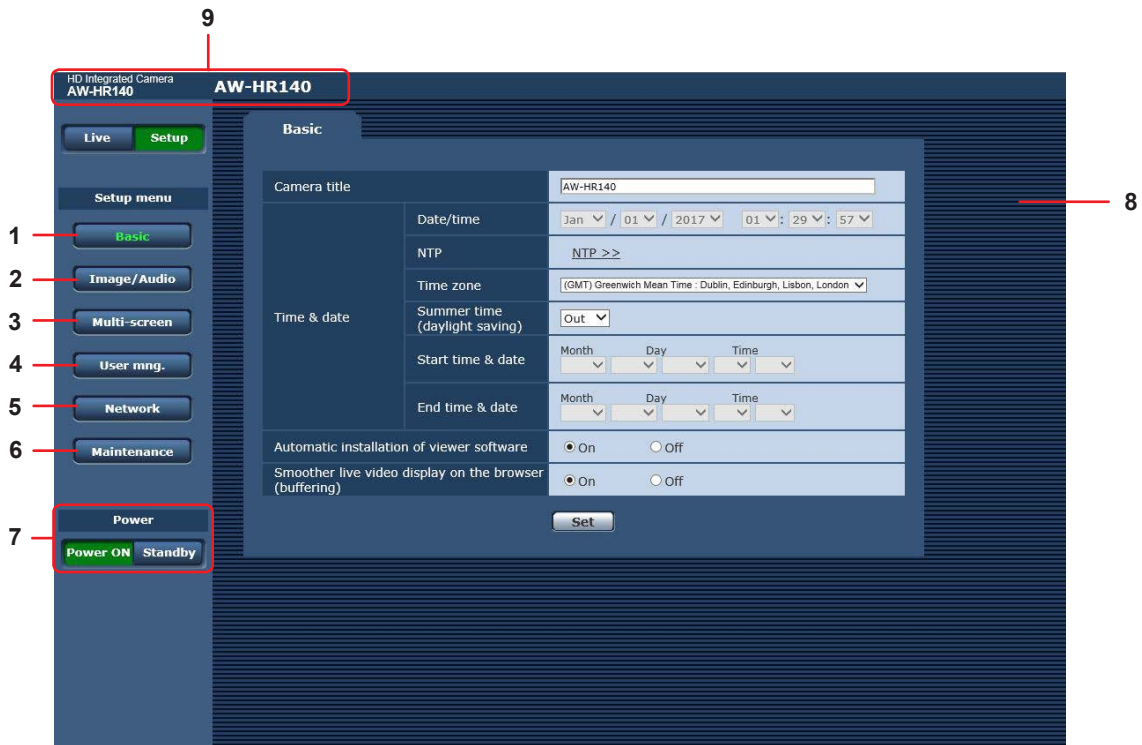 9
HD Integrated Camera
AW-HR140
AW-HR140
Live Setup
Setup menu
1
Basic
2
Image/Audio
3
Multi-screen
4
User mng.
5
Network
6
Maintenance
7
Power
Power ON Standby
Basic
Camera title AW-HR140
Time & date
Date/time Jan / 01 / 2017 01 : 29 : 57
NTP NTP >>
Time zone (GMT) Greenwich Mean Time : Dublin, Edinburgh, Lisbon, London
Summer time
(daylight saving) Out
Start time & date Month Day Time
End time & date Month Day Time
Automatic installation of viewer software On Off
Smoother live video display on the browser
(buffering) On Off
Set
8